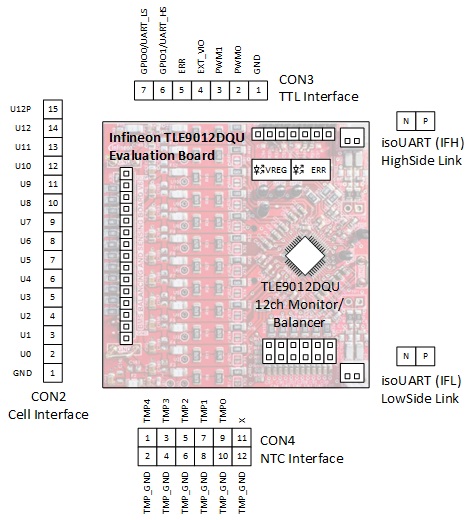 GPIO0/UART_LS
GPIO1/UART_HS
ERR
EXT_VIO
PWM1
PWM0
GND
7 6 5 4 3 2 1
CON3
TTL Interface
U12P 15
U12 14
U11 13
U10 12
U9 11
U8 10
U7 9
U6 8
U5 7
U4 6
U3 5
U2 4
U1 3
U0 2
GND 1
CON2
Cell Interface
Infineon TLE9012DQU
Evaluation Board
VREG ERR
TLE9012DQU
12ch Monitor/
Balancer
N P
isoUART (IFH)
HighSide Link
N P
isoUART (IFL)
LowSide Link
TMP4
TMP3
TMP2
TMP1
TMP0
X
1 3 5 7 9 11
2 4 6 8 10 12
TMP_GND
TMP_GND
TMP_GND
TMP_GND
TMP_GND
TMP_GND
CON4
NTC Interface